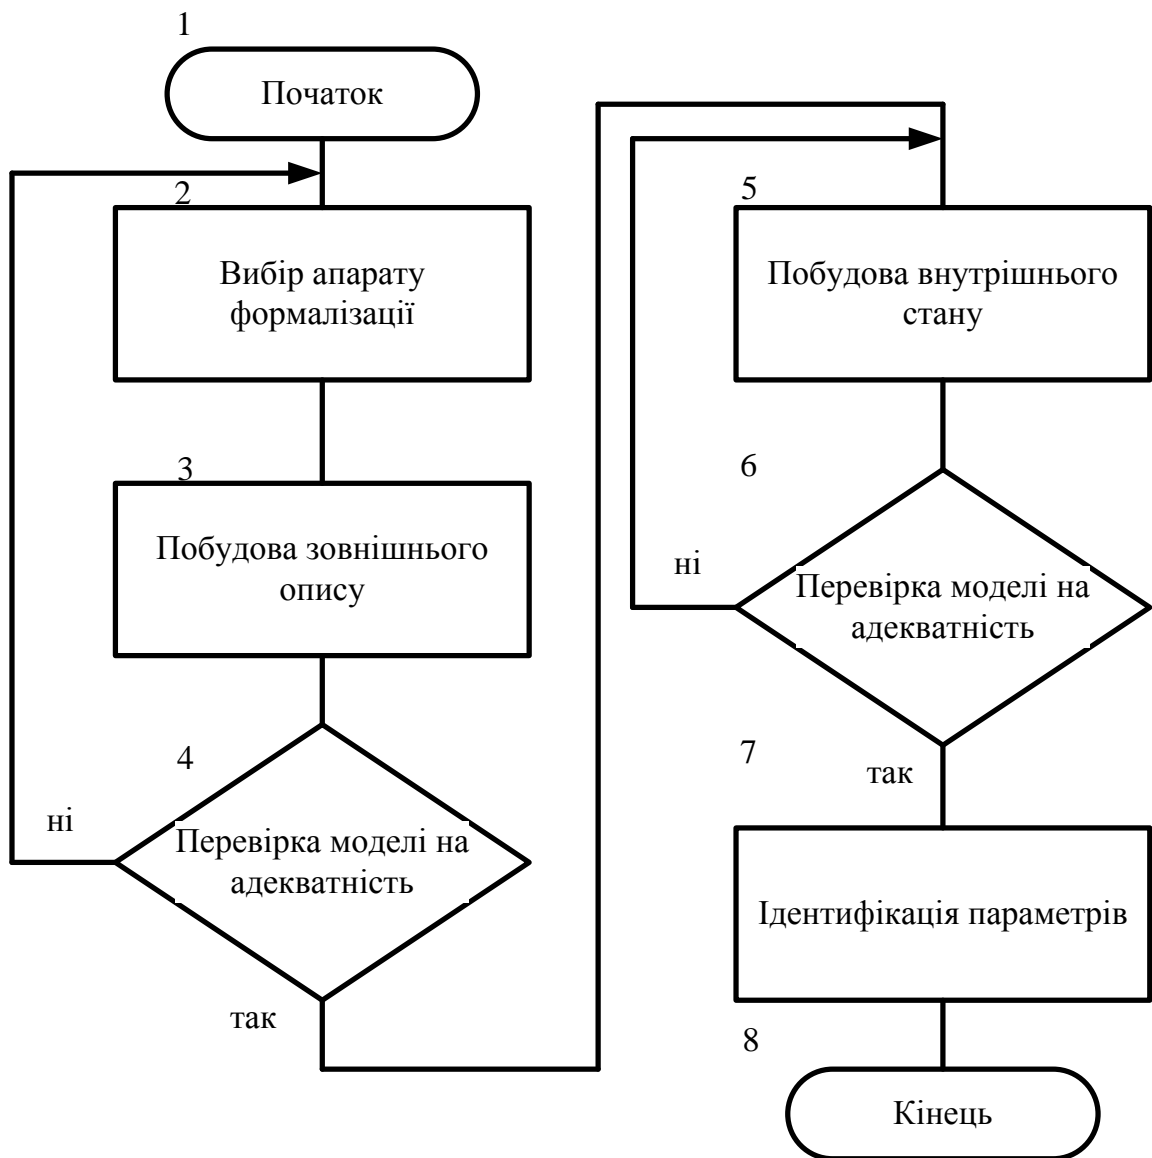 1
Початок
2
Вибір апарату
формалізації
3
Побудова зовнішнього
опису
4
ні
Перевірка моделі на
адекватність
так
5
Побудова внутрішнього
стану
6
ні
Перевірка моделі на
адекватність
7
так
Ідентифікація параметрів
8
Кінець